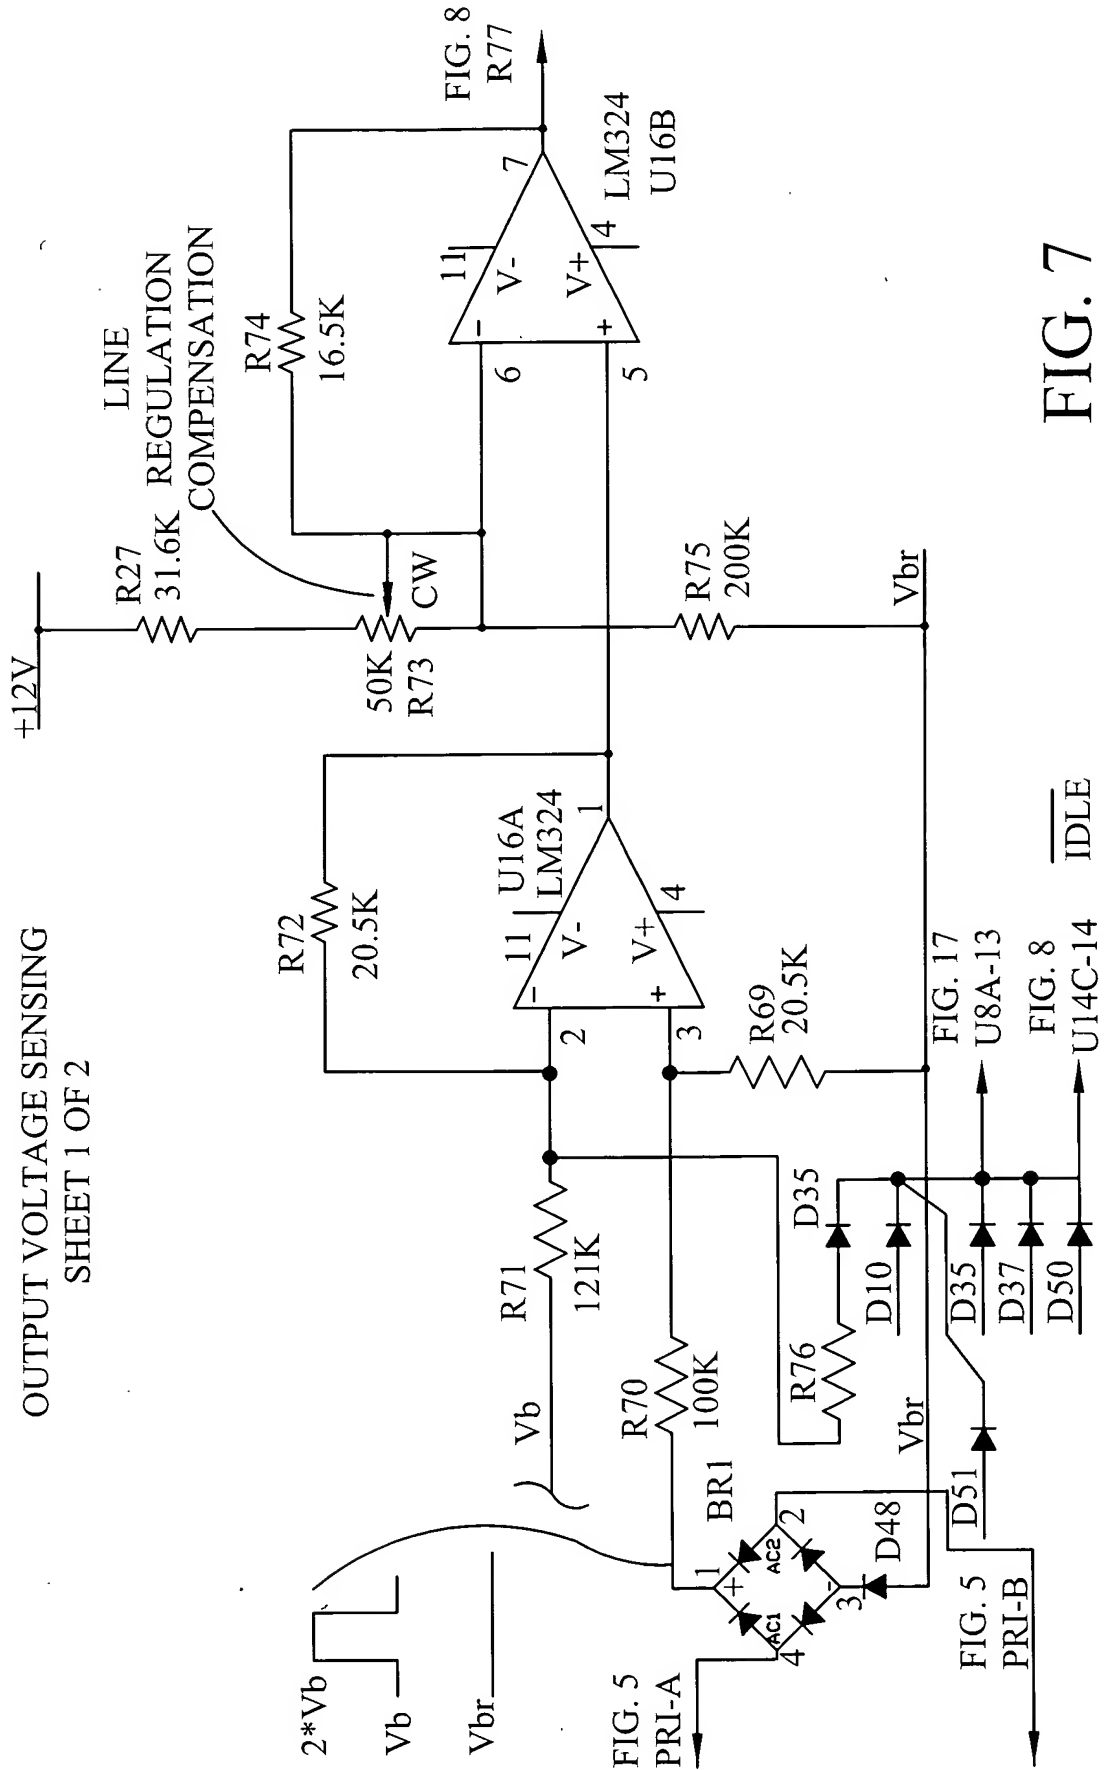 OUTPUT VOLTAGE SENSING
SHEET 1 OF 2
+12V
R27
31.6K
LINE
REGULATION
COMPENSATION
50K
R73
CW
R74
16.5K
FIG. 8
R77
7
11
V-
V+
4
-
+
6
5
LM324
U16B
R75
200K
Vbr
R72
20.5K
U16A
LM324
1
11
V-
V+
4
-
+
2
3
R69
20.5K
R71
121K
Vb
R70
100K
2*Vb
Vb
Vbr
BR1
1
+
AC1
AC2
-
2
3
4
D48
Vbr
R76
D35
D10
D35
D37
D50
D51
FIG. 5
PRI-A
FIG. 5
PRI-B
FIG. 17
U8A-13
FIG. 8
U14C-14
IDLE
FIG. 7